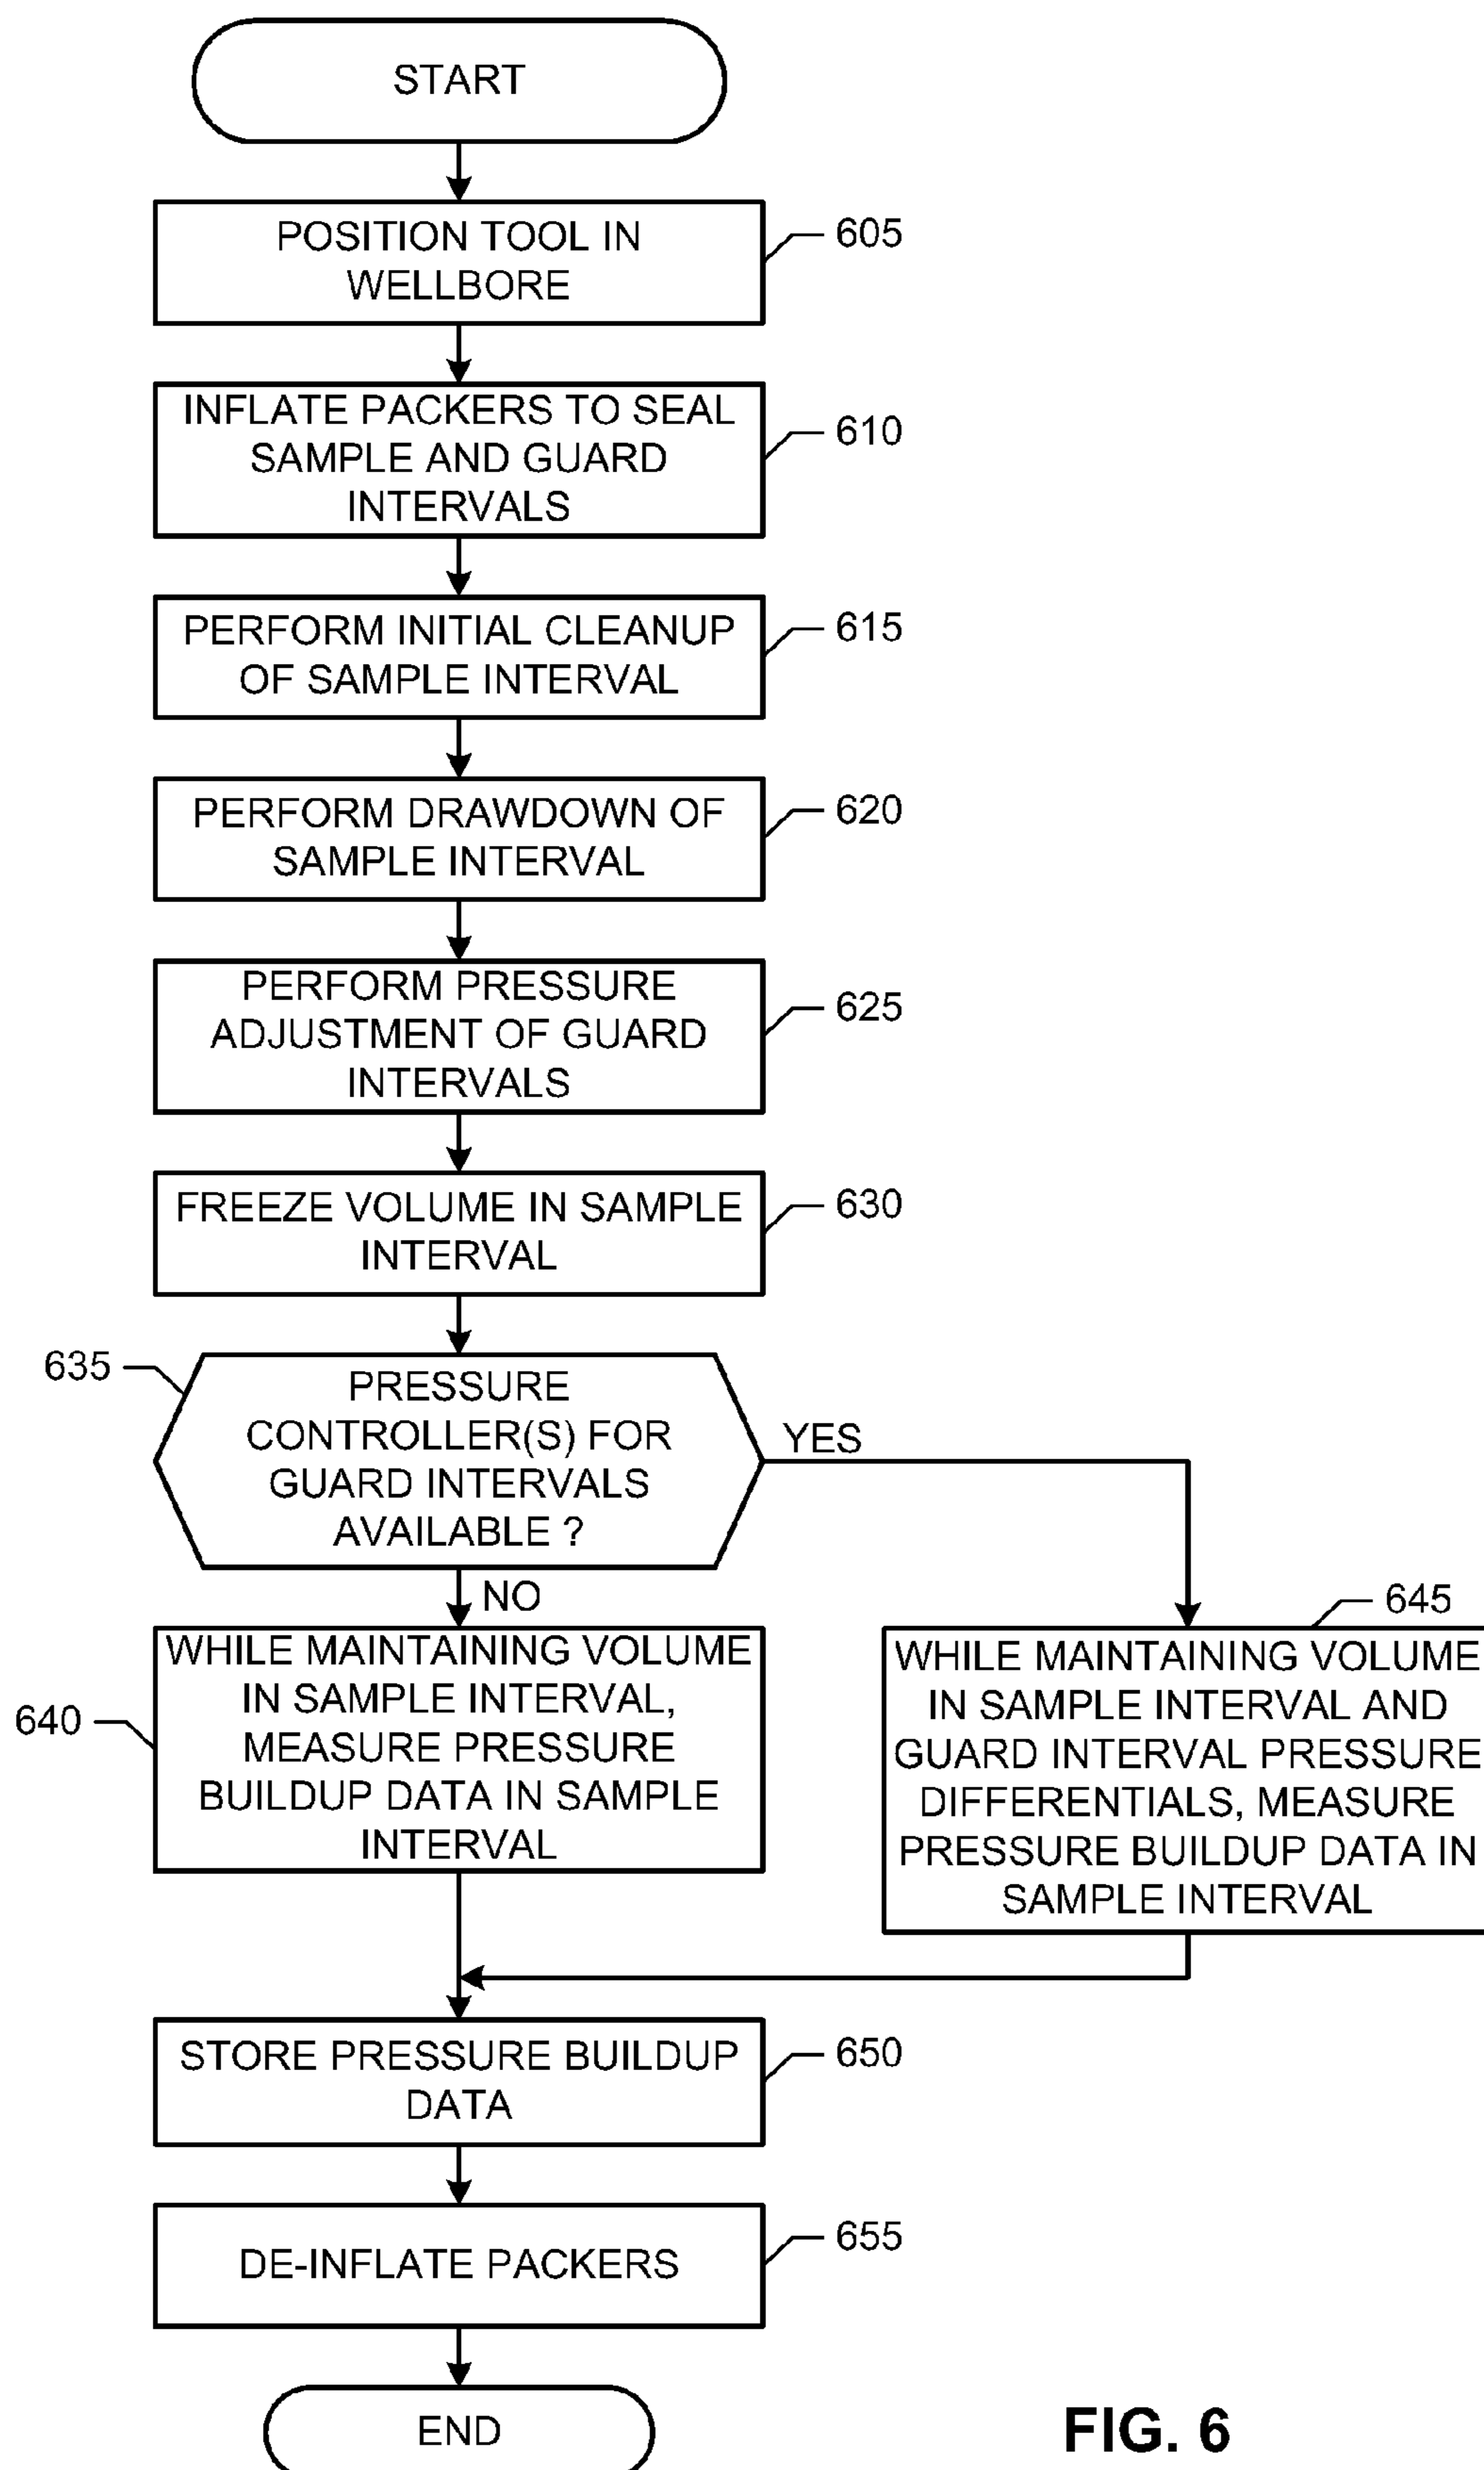 START
POSITION TOOL IN
WELLBORE
605
INFLATE PACKERS TO SEAL
SAMPLE AND GUARD
INTERVALS
610
PERFORM INITIAL CLEANUP
OF SAMPLE INTERVAL
615
PERFORM DRAWDOWN OF
SAMPLE INTERVAL
620
PERFORM PRESSURE
ADJUSTMENT OF GUARD
INTERVALS
625
FREEZE VOLUME IN SAMPLE
INTERVAL
630
635
PRESSURE
CONTROLLER(S) FOR
GUARD INTERVALS
AVAILABLE ?
YES
NO
640
WHILE MAINTAINING VOLUME
IN SAMPLE INTERVAL,
MEASURE PRESSURE
BUILDUP DATA IN SAMPLE
INTERVAL
645
WHILE MAINTAINING VOLUME
IN SAMPLE INTERVAL AND
GUARD INTERVAL PRESSURE
DIFFERENTIALS, MEASURE
PRESSURE BUILDUP DATA IN
SAMPLE INTERVAL
STORE PRESSURE BUILDUP
DATA
650
DE-INFLATE PACKERS
655
END
FIG. 6